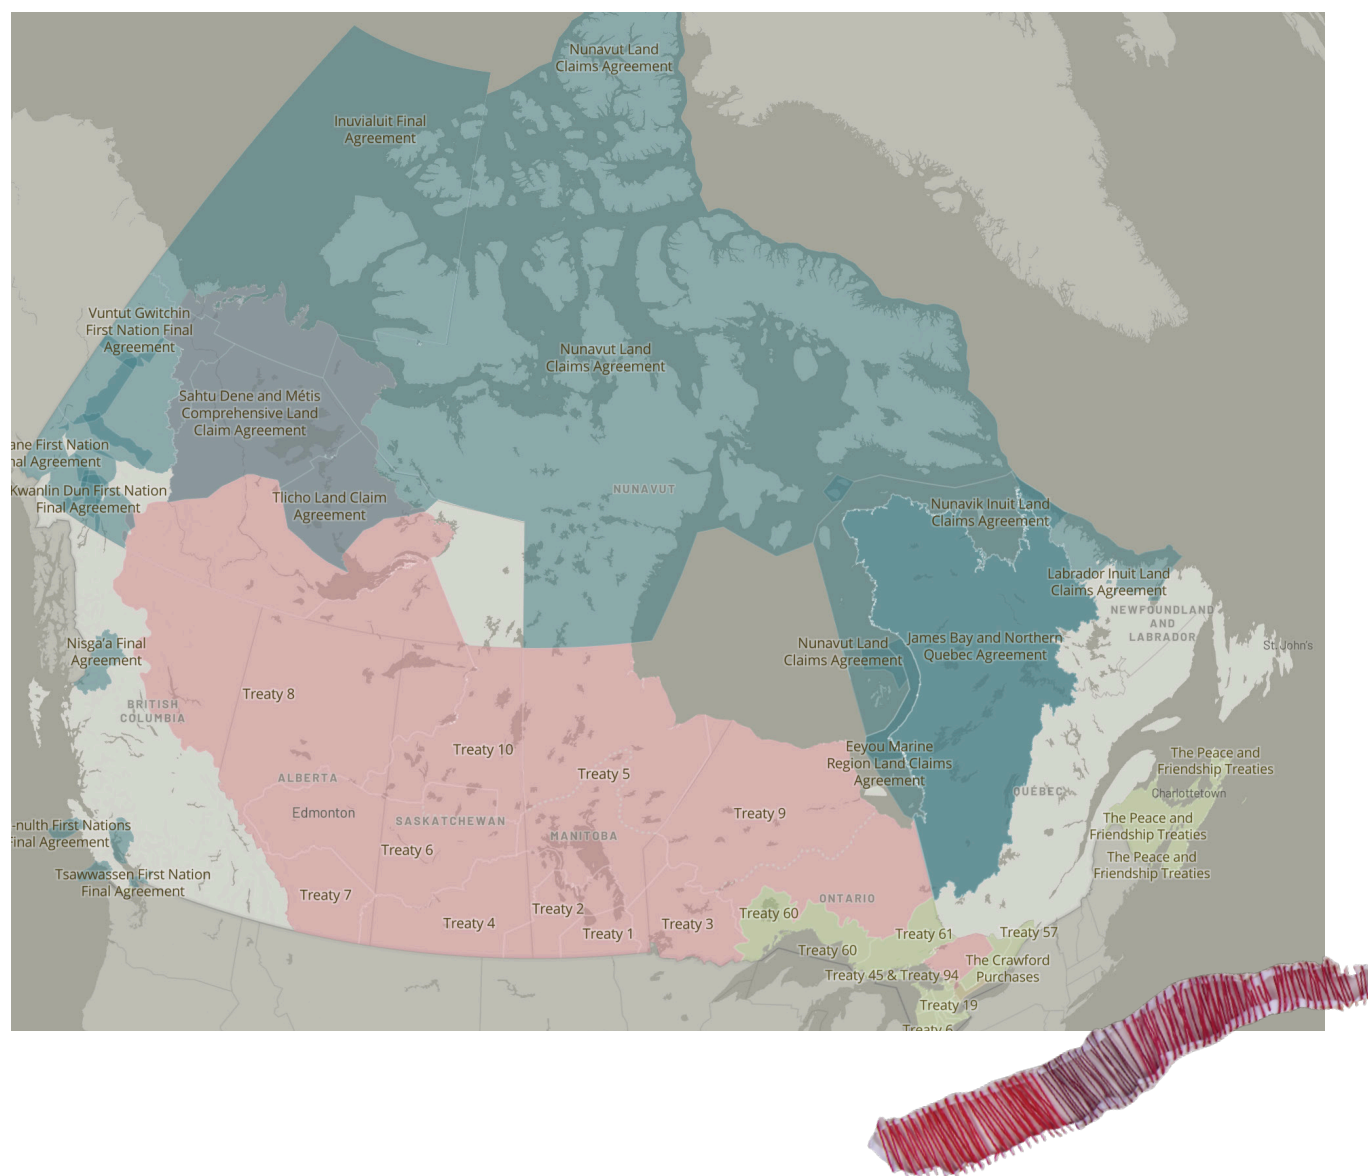 Nunavut Land
Claims Agreement
Inuvialuit Final
Agreement
Vuntut Gwitchin
First Nation Final
Agreement
Nunavut Land
Claims Agreement
Sahtu Dene and Métis
Comprehensive Land
Claim Agreement
ane First Nation
nal Agreement
Kwanlin Dun First Nation
Final Agreement
Tlicho Land Claim
Agreement
NUNAVUT
Nunavik Inuit Land
Claims Agreement
Labrador Inuit Land
Claims Agreement
NEWFOUNDLAND
AND
LABRADOR
St. John's
Nisga'a Final
Agreement
Nunavut Land
Claims Agreement
James Bay and Northern
Quebec Agreement
Treaty 8
BRITISH
COLUMBIA
Treaty 10
Eeyou Marine
Region Land Claims
Agreement
The Peace and
Friendship Treaties
ALBERTA
Treaty 5
QUÉBEC
Charlottetown
Edmonton
SASKATCHEWAN
Treaty 9
The Peace and
Friendship Treaties
-nulth First Nations
Final Agreement
MANITOBA
Treaty 6
The Peace and
Friendship Treaties
Tsawwassen First Nation
Final Agreement
Treaty 7
ONTARIO
Treaty 2
Treaty 60
Treaty 4
Treaty 1
Treaty 3
Treaty 61
Treaty 57
Treaty 60
The Crawford
Purchases
Treaty 45 & Treaty 94
Treaty 19
Treaty 6